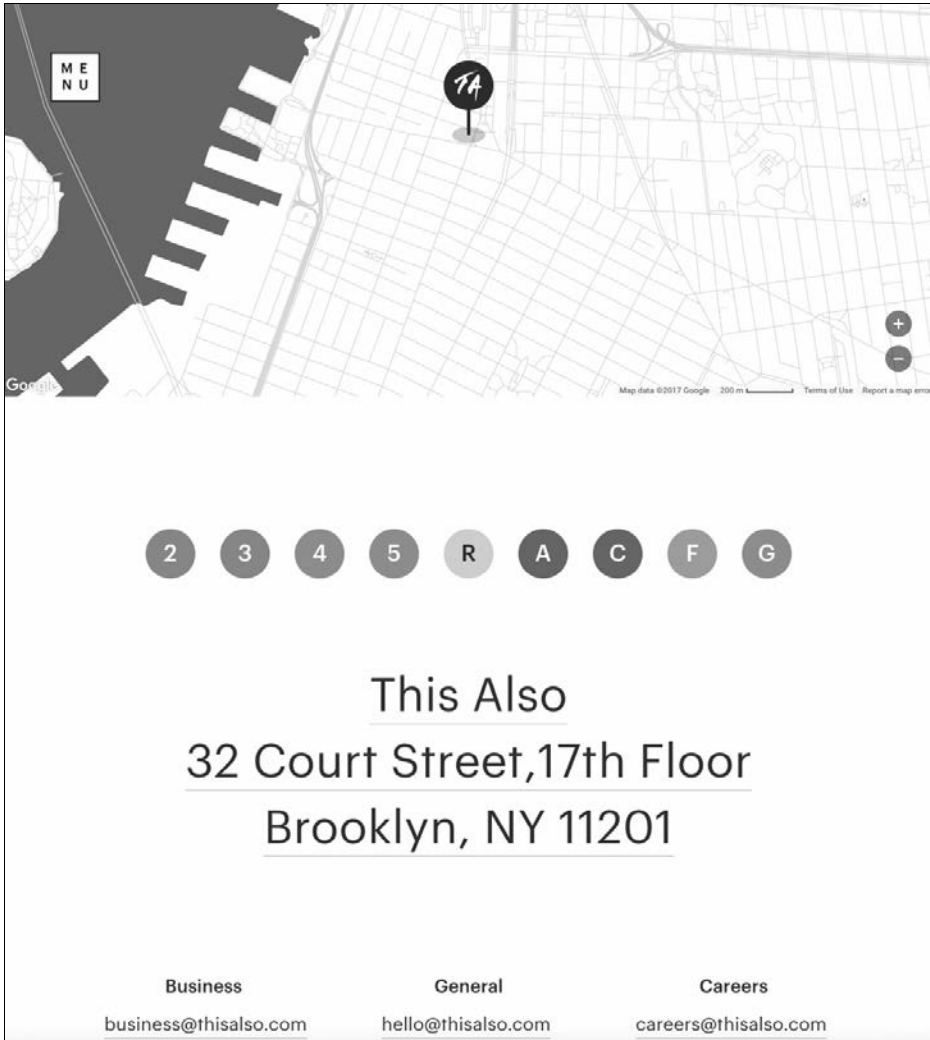 ME
NU
TA
+
−
Google
Map data ©2017 Google 200 m Terms of Use Report a map error
2 3 4 5 R A C F G
This Also
32 Court Street,17th Floor
Brooklyn, NY 11201
Business General Careers
business@thisalso.com hello@thisalso.com careers@thisalso.com